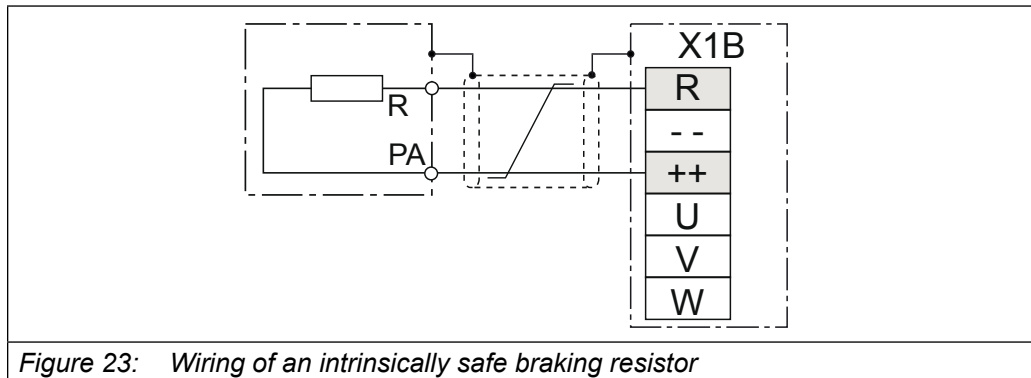 X1B
R
R
- -
PA
++
U
V
W
Figure 23: Wiring of an intrinsically safe braking resistor